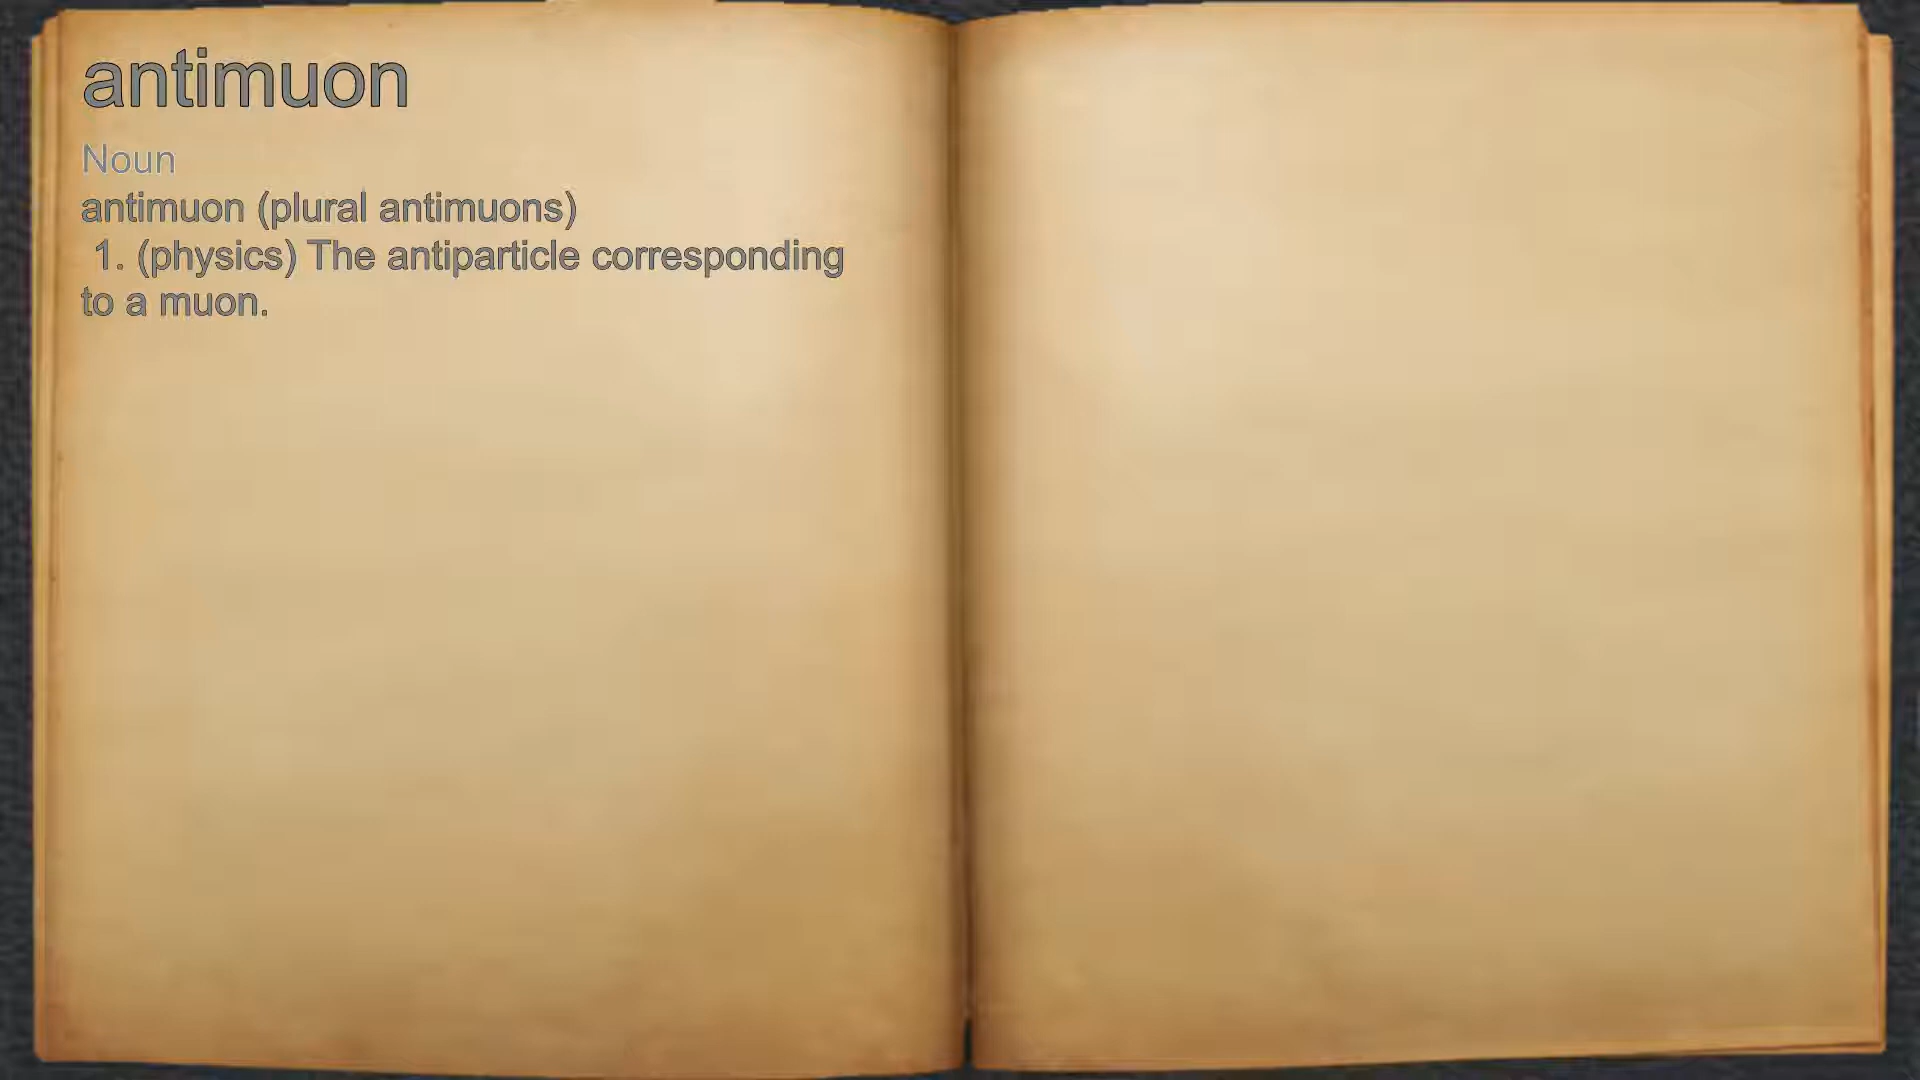 antimuon
Noun
antimuon (plural antimuons)
1. (physics) The antiparticle corresponding
to a muon.